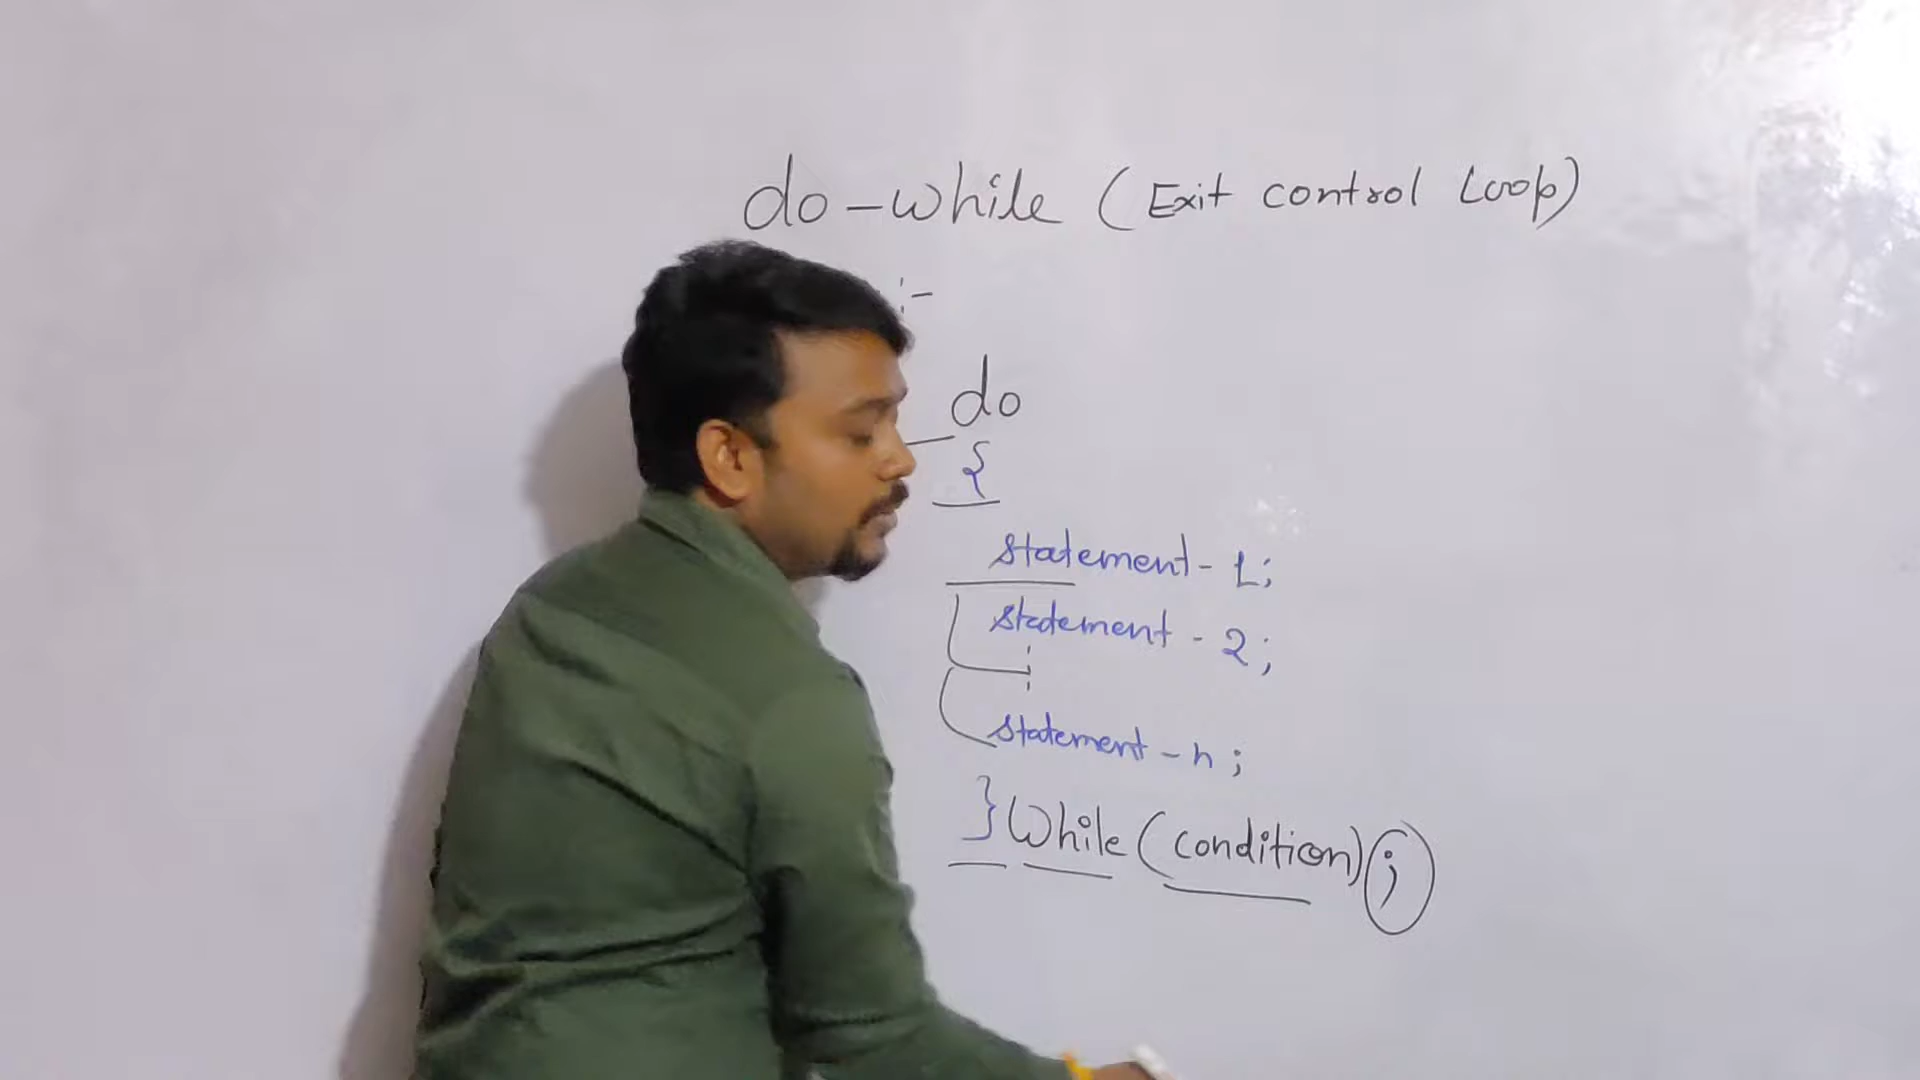 do-while (Exit control Loop)
:-
do
{
statement - 1;
statement - 2;
⋮
statement - n;
} While (condition);